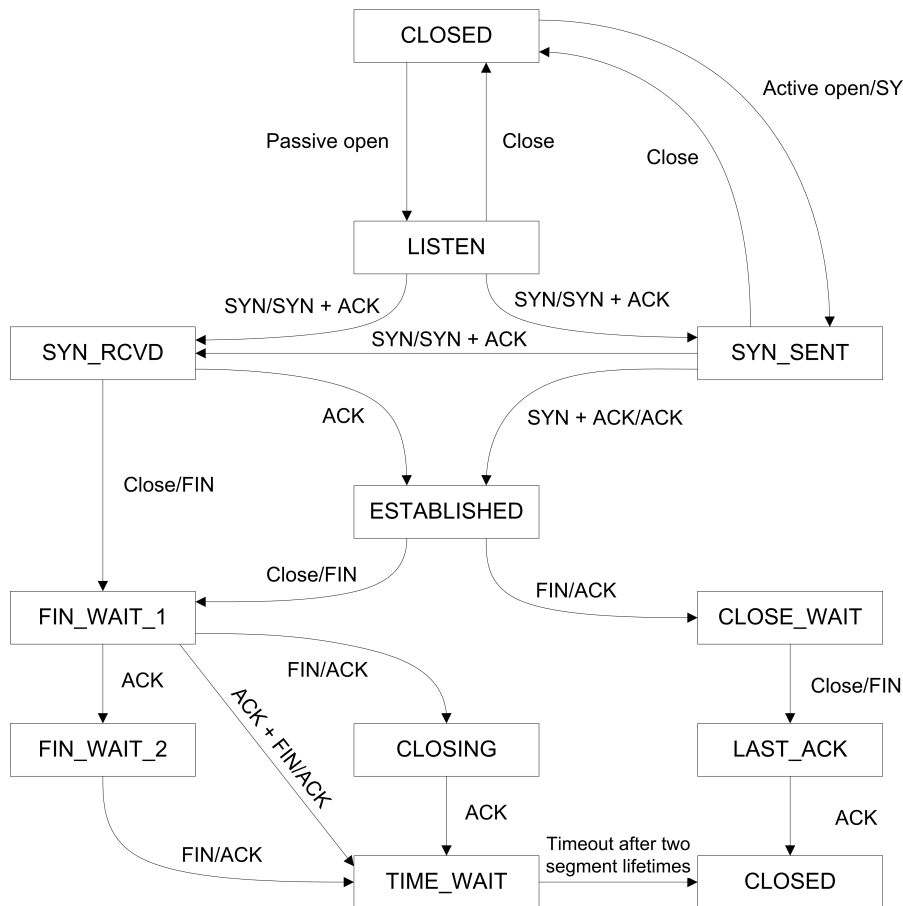 CLOSED
Active open/SY
Passive open
Close
Close
LISTEN
SYN/SYN + ACK
SYN/SYN + ACK
SYN/SYN + ACK
SYN_RCVD
SYN_SENT
ACK
SYN + ACK/ACK
Close/FIN
ESTABLISHED
Close/FIN
FIN/ACK
FIN_WAIT_1
CLOSE_WAIT
FIN/ACK
ACK
ACK + FIN/ACK
Close/FIN
FIN_WAIT_2
CLOSING
LAST_ACK
ACK
ACK
FIN/ACK
Timeout after two
segment lifetimes
TIME_WAIT
CLOSED